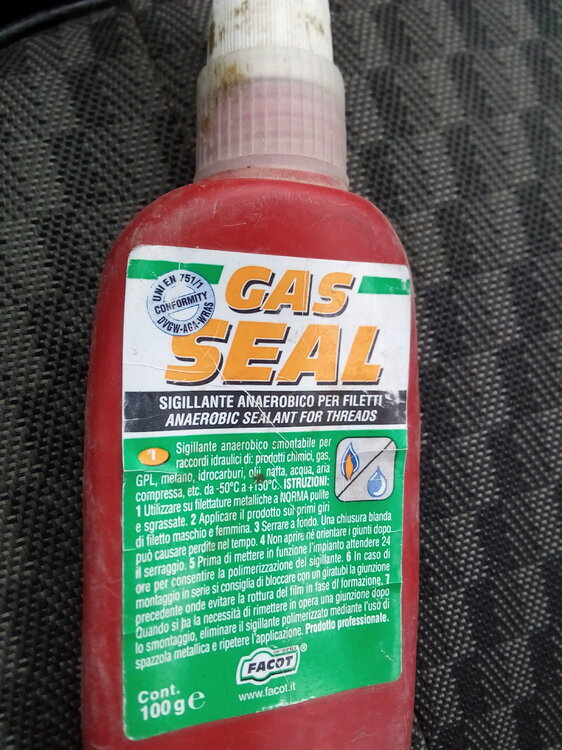 UNI EN 751/1
CONFORMITY
DVGW-AGA-WRAS
GAS
SEAL
SIGILLANTE ANAEROBICO PER FILETTI
ANAEROBIC SEALANT FOR THREADS
1 Sigillante anaerobico smontabile per
raccordi idraulici di: prodotti chimici, gas,
GPL, metano, idrocarburi, olii, nafta, acqua, aria
compressa, etc. da -50°C a +150°C. ISTRUZIONI:
1 Utilizzare su filettature metalliche a NORMA pulite
e sgrassate. 2 Applicare il prodotto sui primi giri
di filetto maschio e femmina. 3 Serrare a fondo. Una chiusura blanda
può causare perdite nel tempo. 4 Non aprire né orientare i giunti dopo
il serraggio. 5 Prima di mettere in funzione l'impianto attendere 24
ore per consentire la polimerizzazione del sigillante. 6 In caso di
montaggio in serie si consiglia di bloccare con un giratubi la giunzione
precedente onde evitare la rottura del film in fase di formazione. 7
Quando si ha la necessità di rimettere in opera una giunzione dopo
lo smontaggio, eliminare il sigillante polimerizzato mediante l'uso di
spazzola metallica e ripetere l'applicazione. Prodotto professionale.
FACOT
®
www.facot.it
Cont.
100 g e